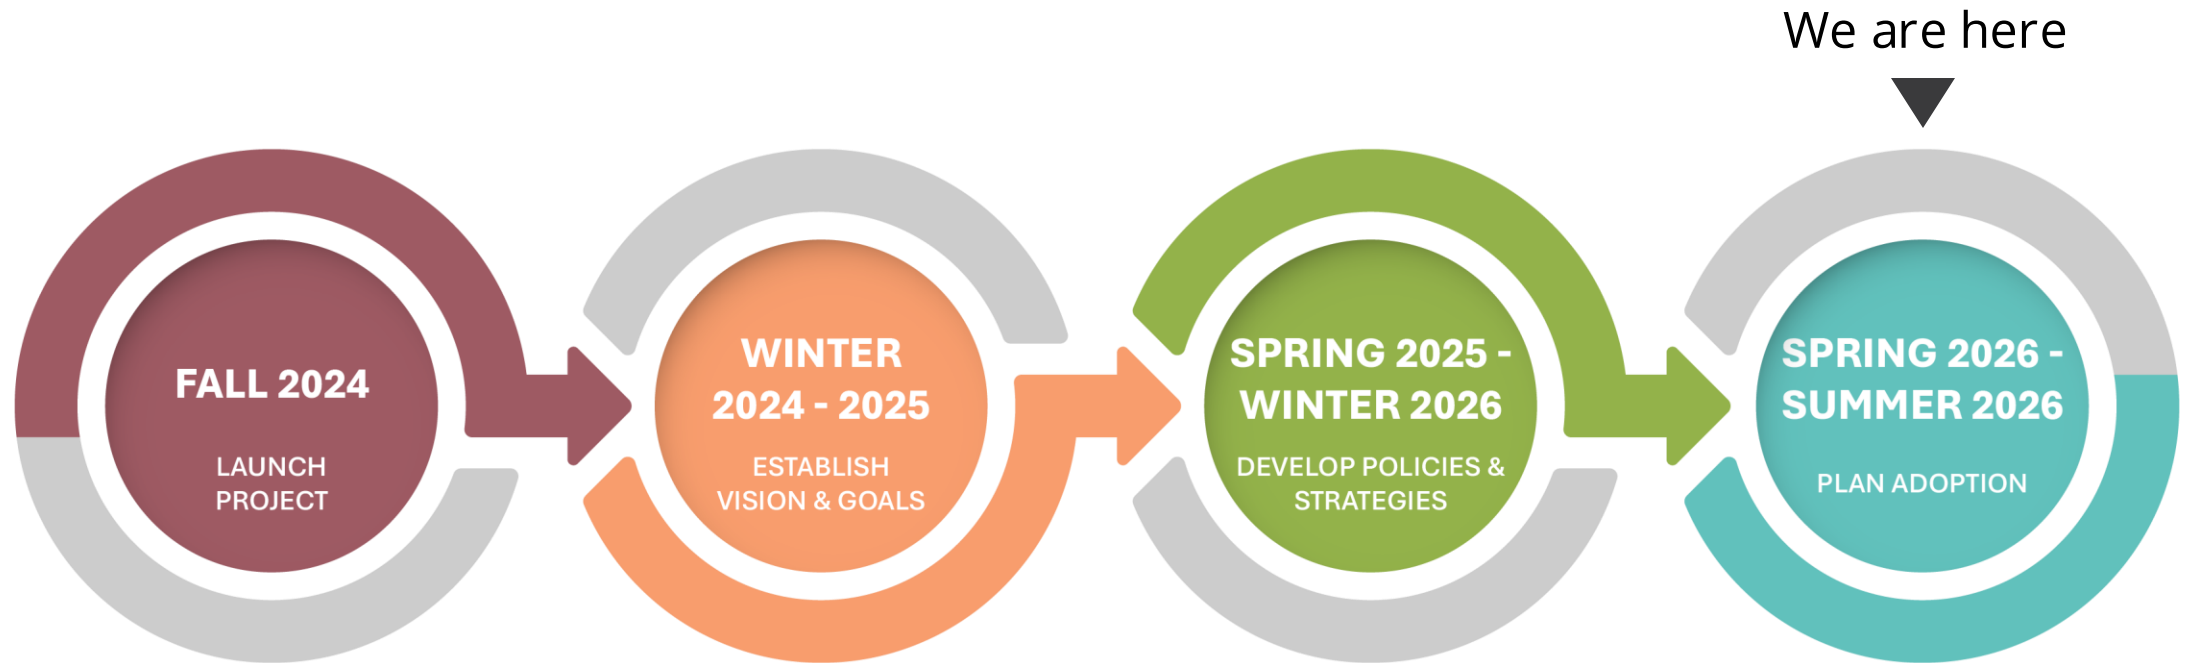 We are here
FALL 2024
LAUNCH
PROJECT
WINTER
2024 - 2025
ESTABLISH
VISION & GOALS
SPRING 2025 -
WINTER 2026
DEVELOP POLICIES &
STRATEGIES
SPRING 2026 -
SUMMER 2026
PLAN ADOPTION